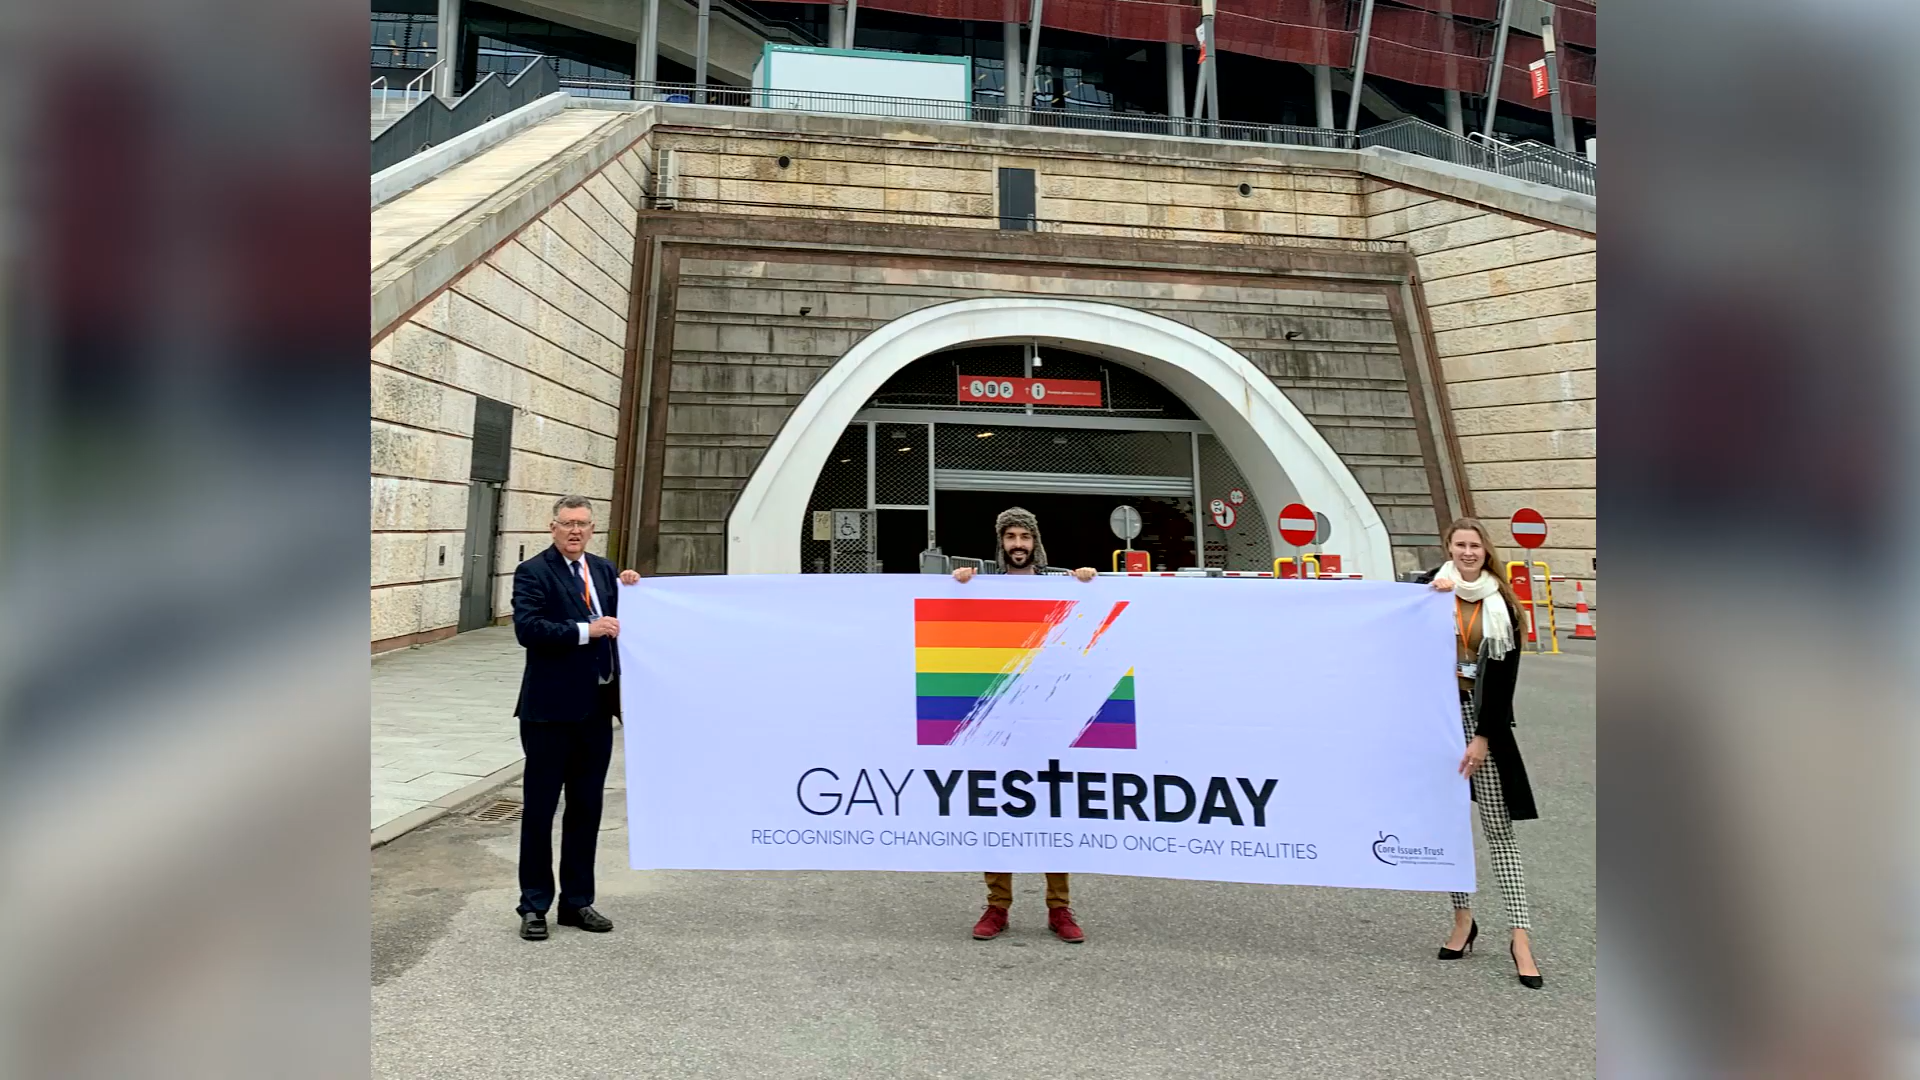 P
i
GAY YESTERDAY
RECOGNISING CHANGING IDENTITIES AND ONCE-GAY REALITIES
Core Issues Trust